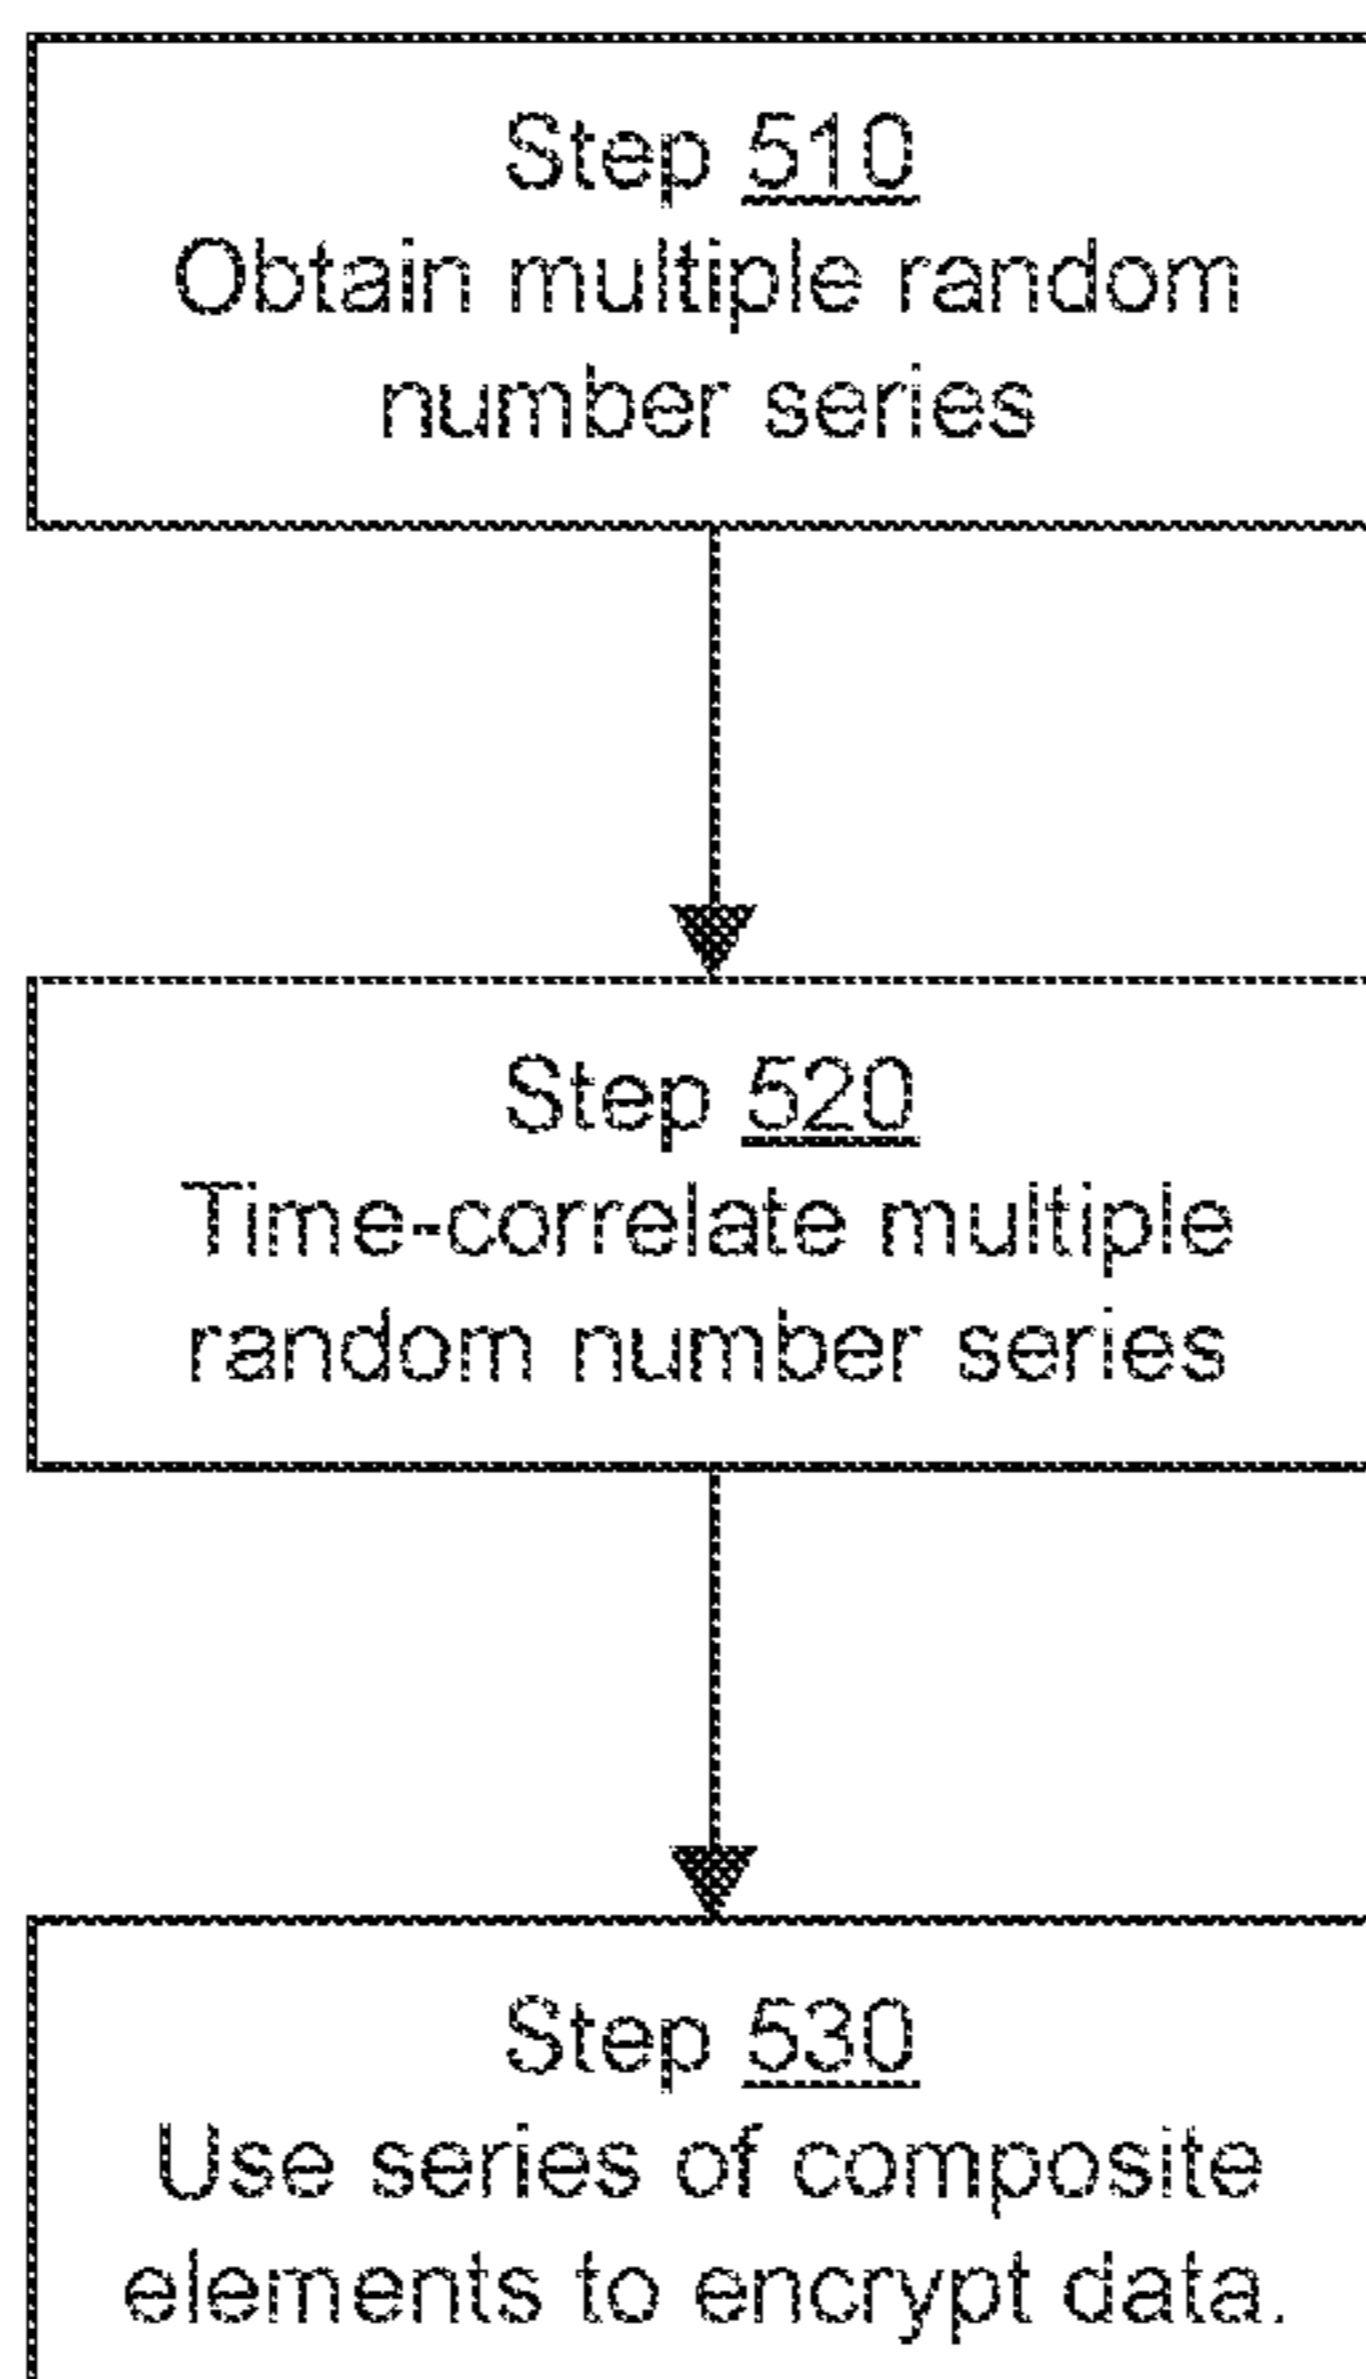 Step 510
Obtain multiple random
number series
Step 520
Time-correlate multiple
random number series
Step 530
Use series of composite
elements to encrypt data.